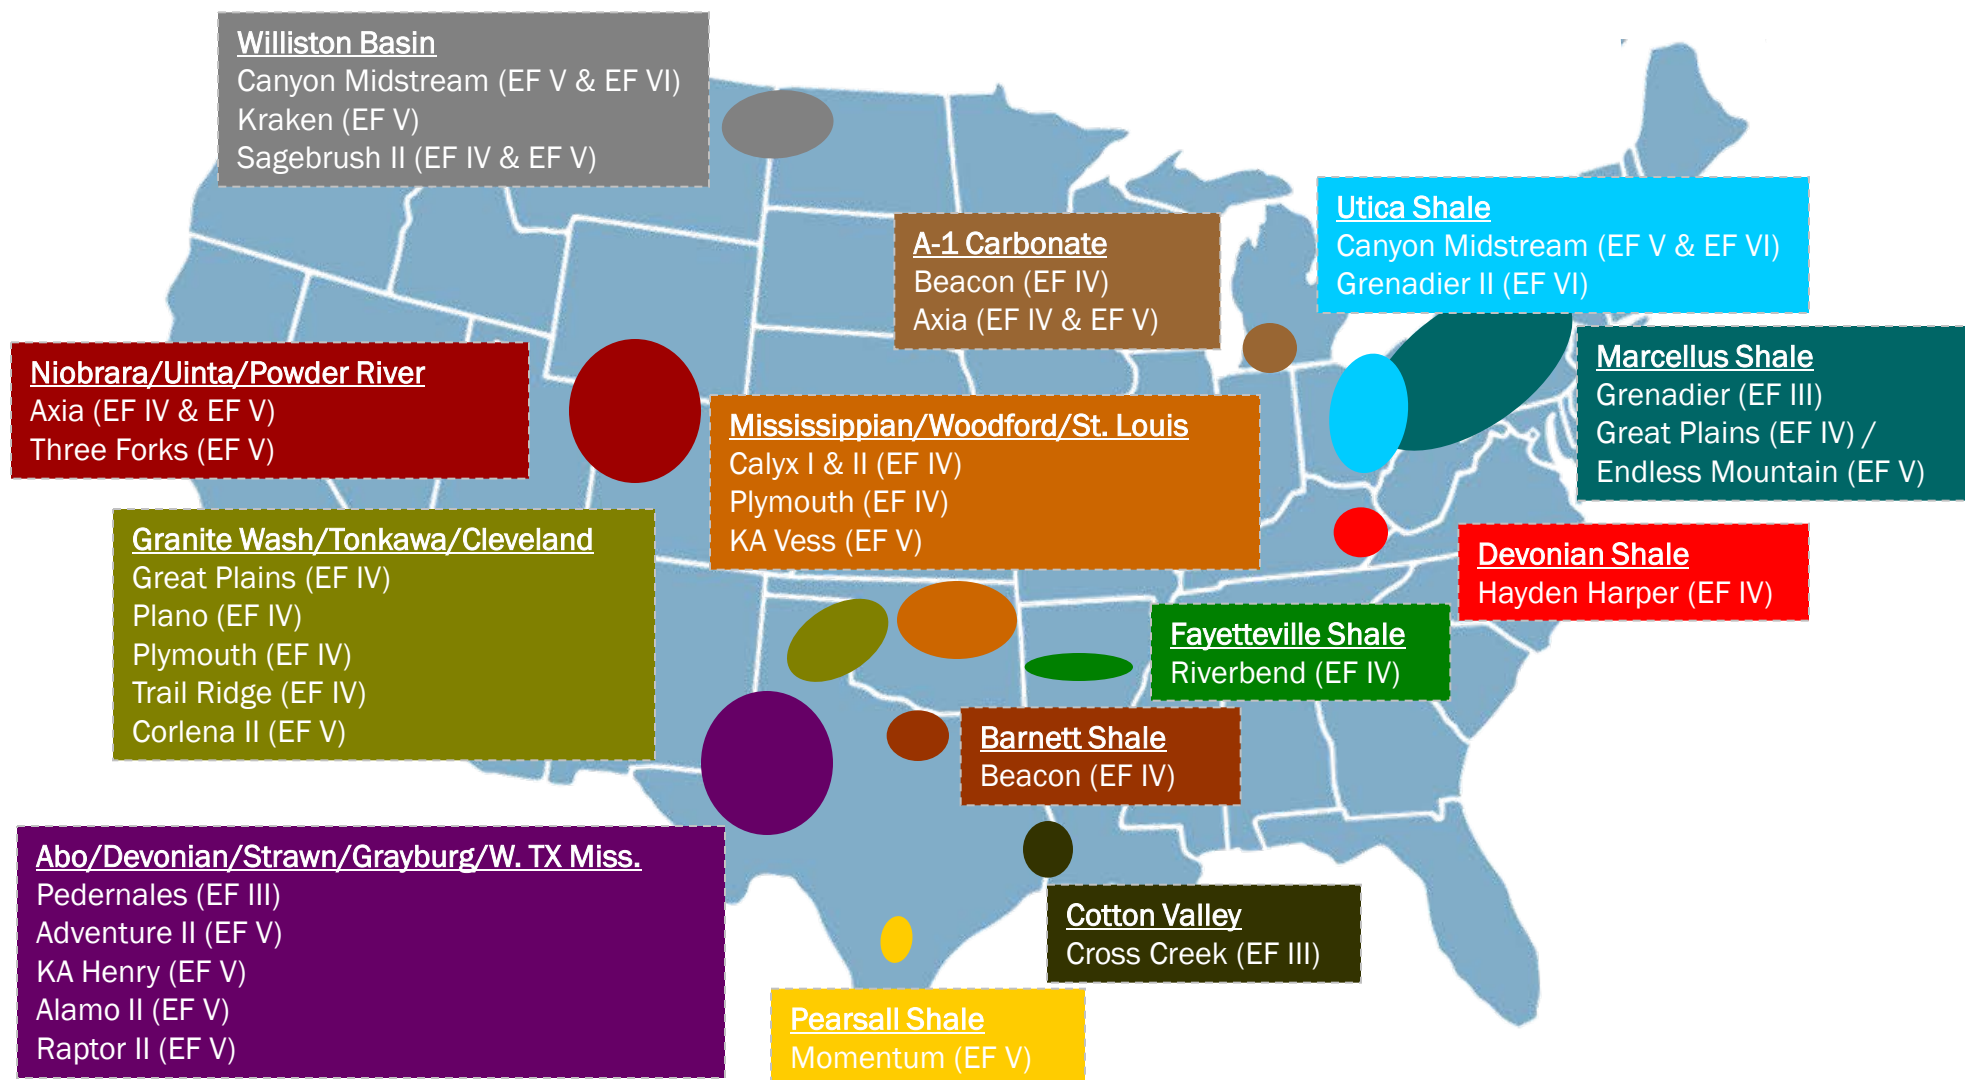 Williston Basin
Canyon Midstream (EF V & EF VI)
Kraken (EF V)
Sagebrush II (EF IV & EF V)
A-1 Carbonate
Beacon (EF IV)
Axia (EF IV & EF V)
Utica Shale
Canyon Midstream (EF V & EF VI)
Grenadier II (EF VI)
Niobrara/Uinta/Powder River
Axia (EF IV & EF V)
Three Forks (EF V)
Mississippian/Woodford/St. Louis
Calyx I & II (EF IV)
Plymouth (EF IV)
KA Vess (EF V)
Marcellus Shale
Grenadier (EF III)
Great Plains (EF IV) /
Endless Mountain (EF V)
Granite Wash/Tonkawa/Cleveland
Great Plains (EF IV)
Plano (EF IV)
Plymouth (EF IV)
Trail Ridge (EF IV)
Corlena II (EF V)
Devonian Shale
Hayden Harper (EF IV)
Fayetteville Shale
Riverbend (EF IV)
Barnett Shale
Beacon (EF IV)
Abo/Devonian/Strawn/Grayburg/W. TX Miss.
Pedernales (EF III)
Adventure II (EF V)
KA Henry (EF V)
Alamo II (EF V)
Raptor II (EF V)
Cotton Valley
Cross Creek (EF III)
Pearsall Shale
Momentum (EF V)